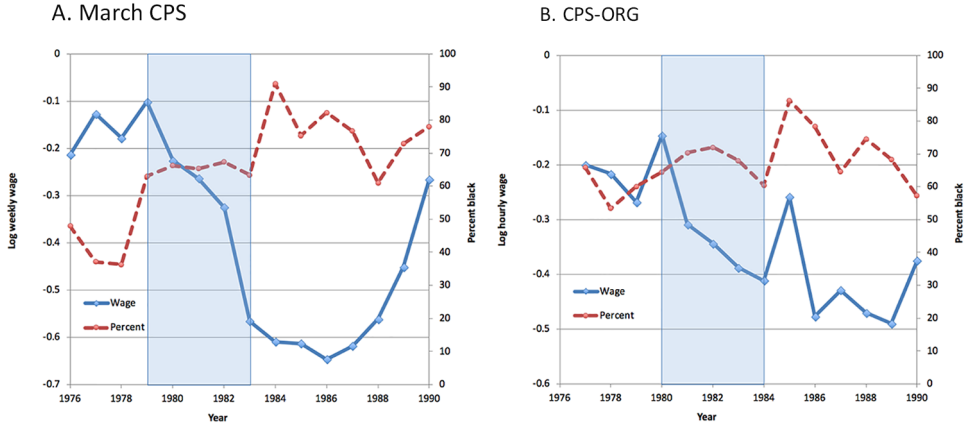 A. March CPS
0
-0.1
-0.2
-0.3
-0.4
-0.5
-0.6
-0.7
Log weekly wage
Wage
Percent
100
90
80
70
60
50
40
30
20
10
0
Percent black
1976 1978 1980 1982 1984 1986 1988 1990
Year
B. CPS-ORG
0
-0.1
-0.2
-0.3
-0.4
-0.5
-0.6
Log hourly wage
Wage
Percent
100
90
80
70
60
50
40
30
20
10
0
Percent black
1976 1978 1980 1982 1984 1986 1988 1990
Year